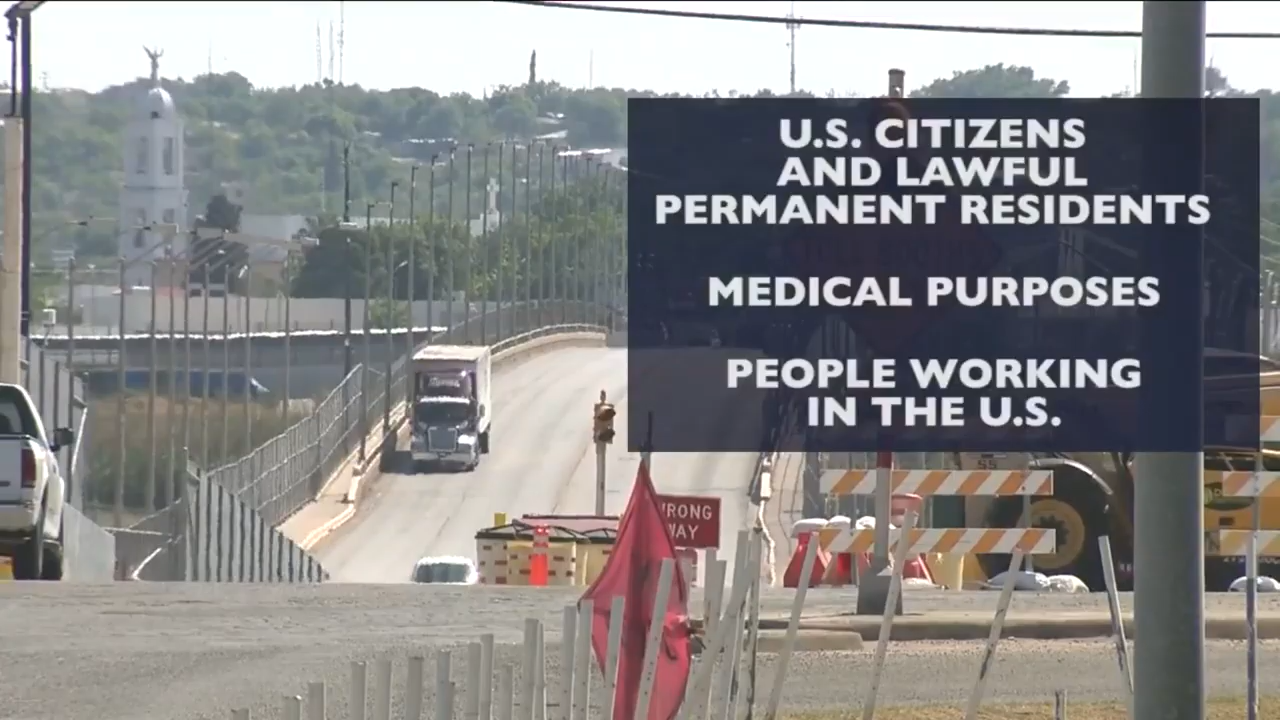 U.S. CITIZENS
AND LAWFUL
PERMANENT RESIDENTS
MEDICAL PURPOSES
PEOPLE WORKING
IN THE U.S.
WRONG
WAY